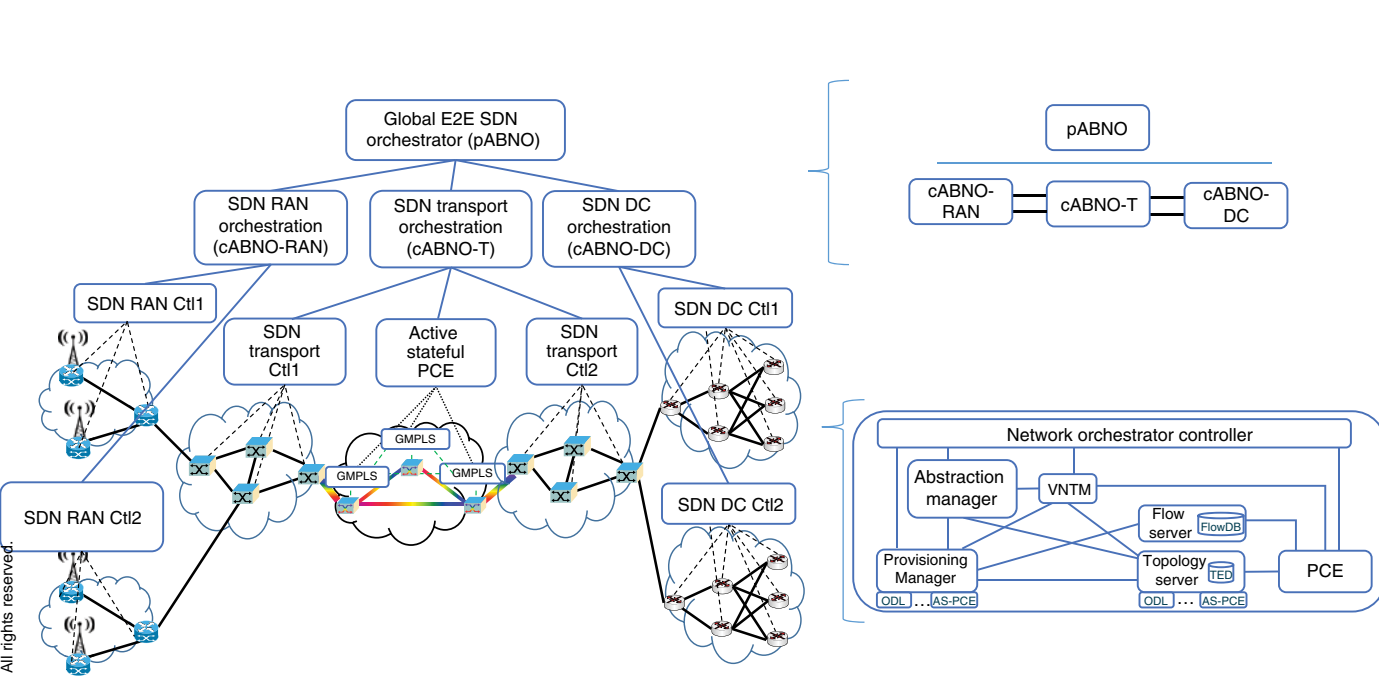 Global E2E SDN
orchestrator (pABNO)
SDN RAN
orchestration
(cABNO-RAN)
SDN transport
orchestration
(cABNO-T)
SDN DC
orchestration
(cABNO-DC)
SDN RAN Ctl1
SDN
transport
Ctl1
Active
stateful
PCE
SDN
transport
Ctl2
SDN DC Ctl1
GMPLS
GMPLS
GMPLS
SDN RAN Ctl2
SDN DC Ctl2
All rights reserved.
pABNO
cABNO-
RAN
cABNO-T
cABNO-
DC
Network orchestrator controller
Abstraction
manager
VNTM
Flow
server
FlowDB
Provisioning
Manager
Topology
server
TED
PCE
ODL ... AS-PCE
ODL ... AS-PCE